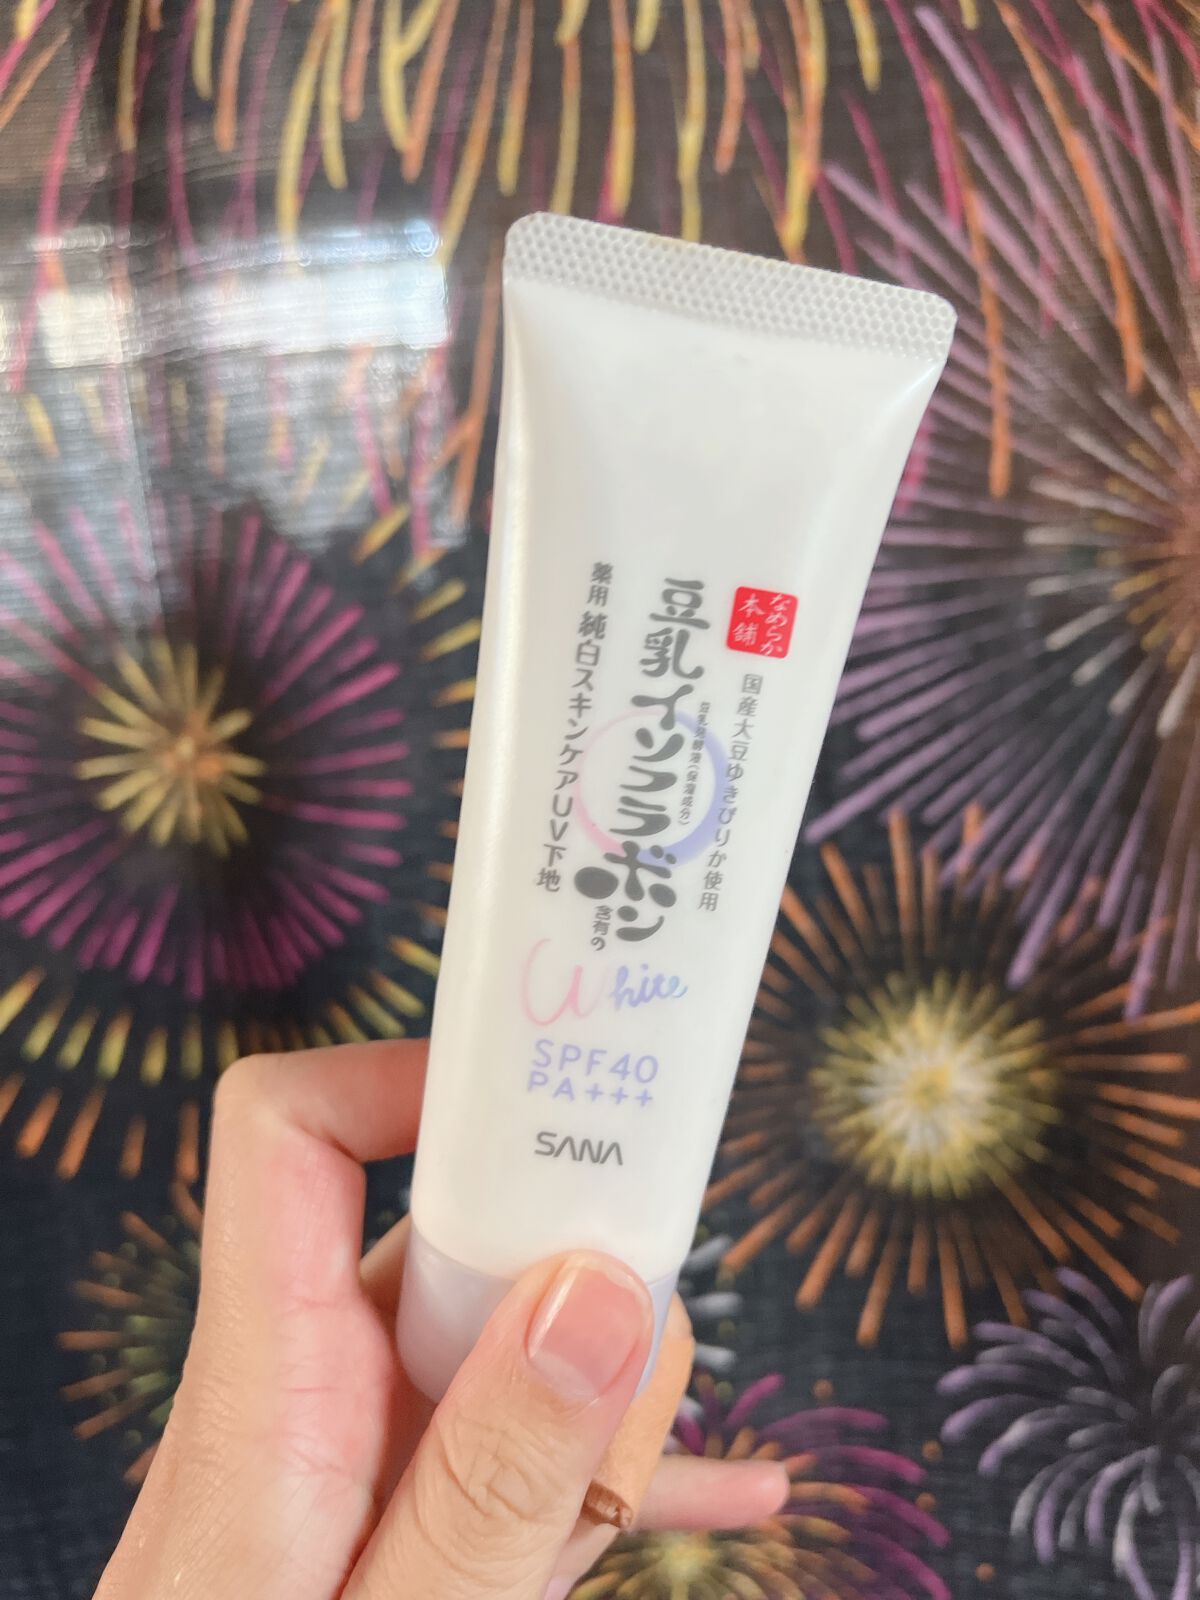 なめらか
本舗
国産大豆ゆきぴりか使用
豆乳発酵液(保湿成分)
豆乳イソフラボン
含有の
薬用 純白スキンケアUV下地
White
SPF40
PA+++
SANA